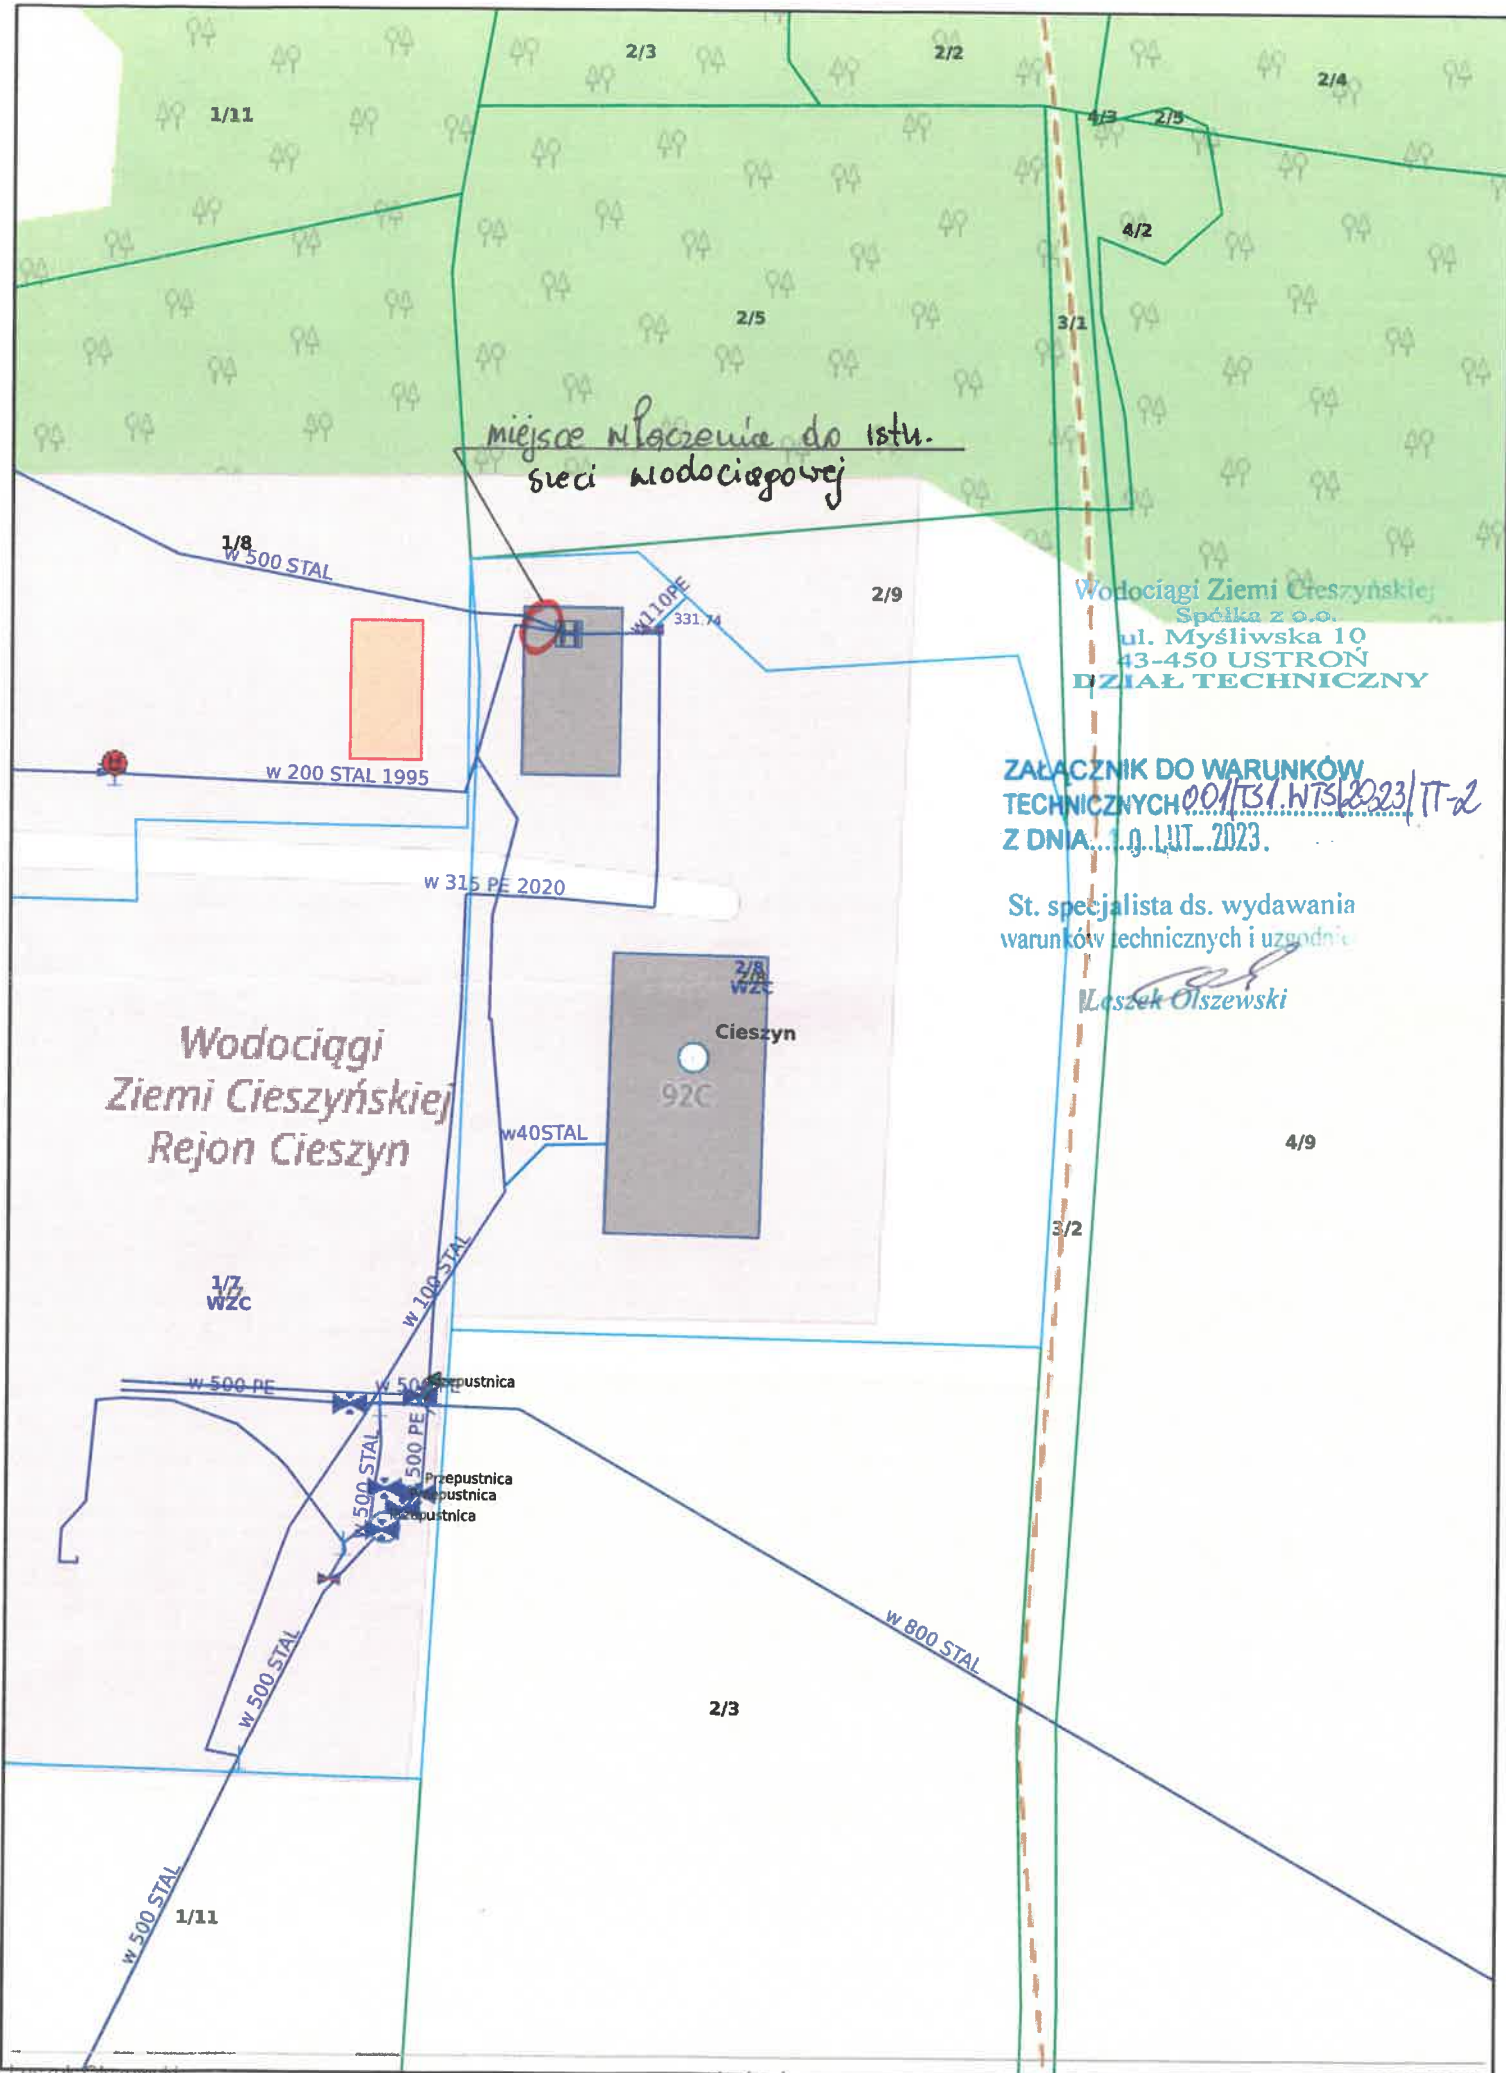 2/3
2/2
2/4
1/11
4/3
2/5
4/2
2/5
3/1
miejsce włączenia do istn.
sieci wodociągowej
1/8
w 500 STAL
w110PE
331.74
2/9
Wodociągi Ziemi Cieszyńskiej
Spółka z o.o.
ul. Myśliwska 10
43-450 USTROŃ
DZIAŁ TECHNICZNY
w 200 STAL 1995
ZAŁĄCZNIK DO WARUNKÓW
TECHNICZNYCH 001/TS1.WTS/2023/TT-2
Z DNIA 10. LUT. 2023.
w 315 PE 2020
St. specjalista ds. wydawania
warunków technicznych i
Leszek Olszewski
2/8
WZC
Cieszyn
92C
Wodociągi
Ziemi Cieszyńskiej
Rejon Cieszyn
w40STAL
4/9
3/2
w 100 STAL
1/7
WZC
w 500 PE
w 500 PE
Przepustnica
500 PE
w 500 STAL
Przepustnica
Przepustnica
Przepustnica
w 500 STAL
w 800 STAL
2/3
w 500 STAL
1/11